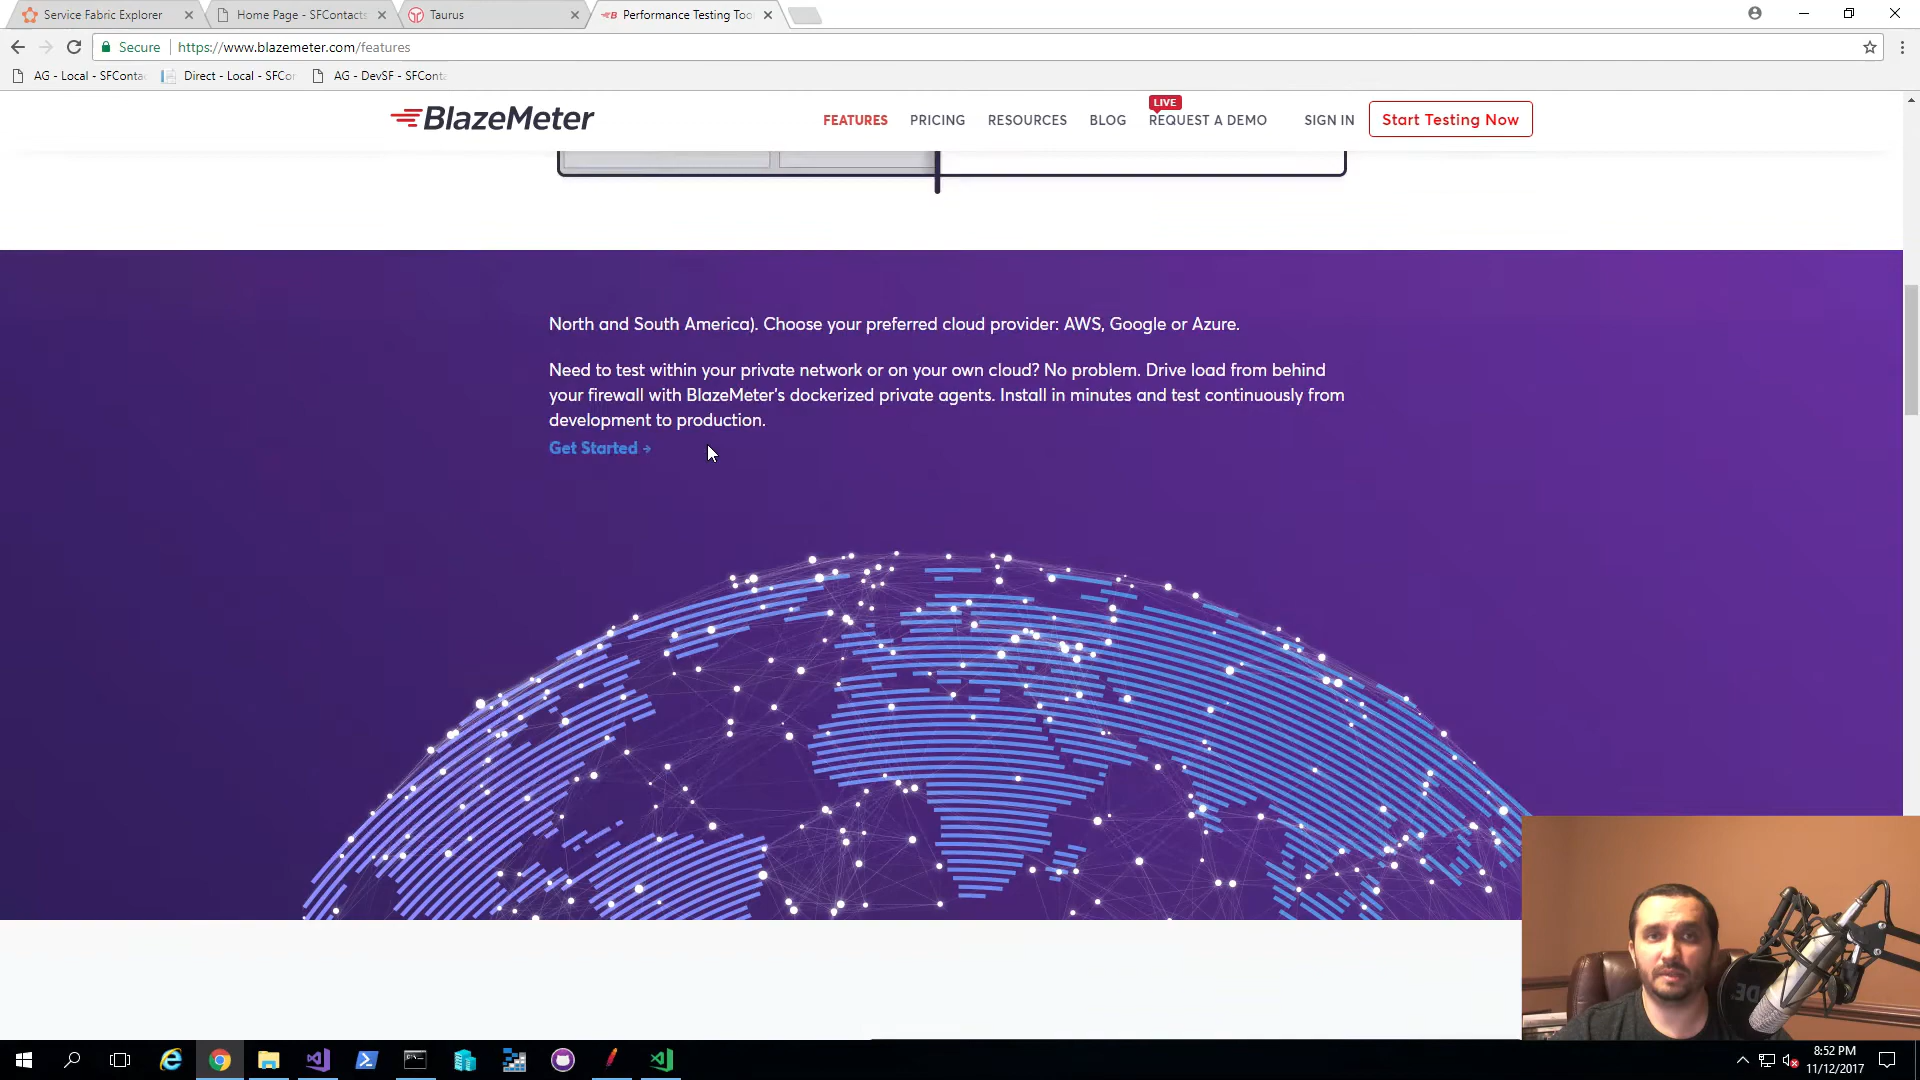 Service Fabric Explorer
Home Page - SFContacts
Taurus
Performance Testing Too
Secure
https://www.blazemeter.com/features
AG - Local - SFConta
Direct - Local - SFCo
AG - DevSF - SFCont
BlazeMeter
FEATURES
PRICING
RESOURCES
BLOG
LIVE
REQUEST A DEMO
SIGN IN
Start Testing Now
North and South America). Choose your preferred cloud provider: AWS, Google or Azure.
Need to test within your private network or on your own cloud? No problem. Drive load from behind
your firewall with BlazeMeter's dockerized private agents. Install in minutes and test continuously from
development to production.
Get Started →
8:52 PM
11/12/2017